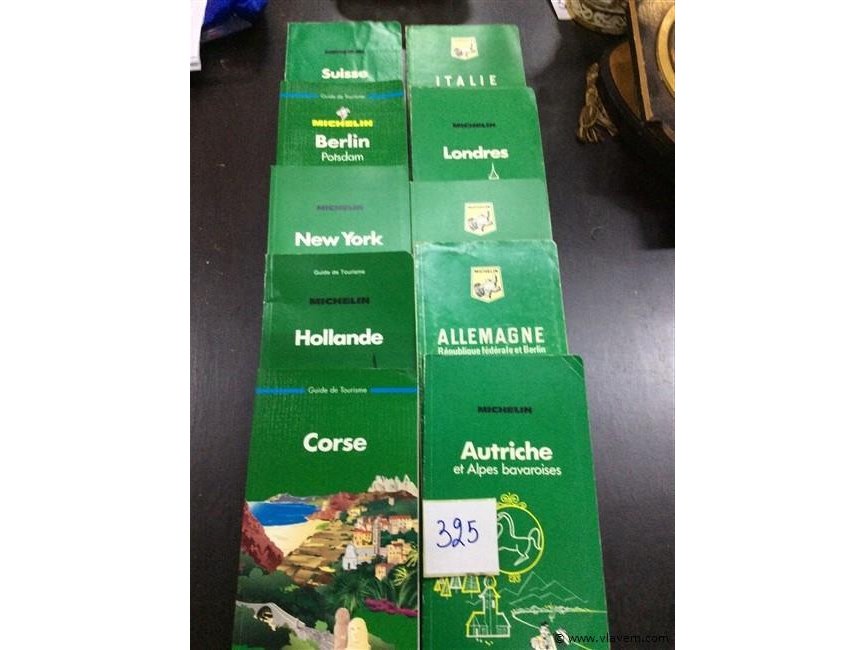 MICHELIN
Suisse
Guide de Tourisme
MICHELIN
Berlin
Potsdam
MICHELIN
New York
Guide de Tourisme
MICHELIN
Hollande
Guide de Tourisme
Corse
ITALIE
MICHELIN
Londres
MICHELIN
ALLEMAGNE
République fédérale et Berlin
MICHELIN
Autriche
et Alpes bavaroises
325
© www.vlavem.com